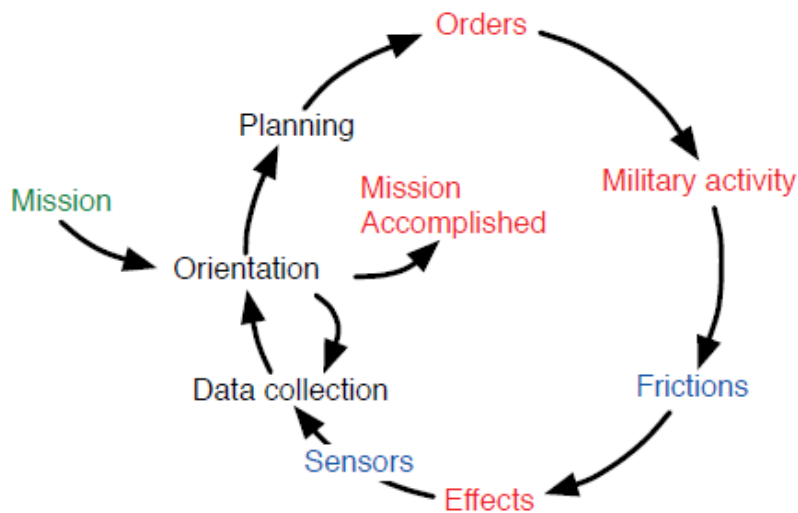 Orders
Planning
Mission
Accomplished
Military activity
Mission
Orientation
Data collection
Frictions
Sensors
Effects